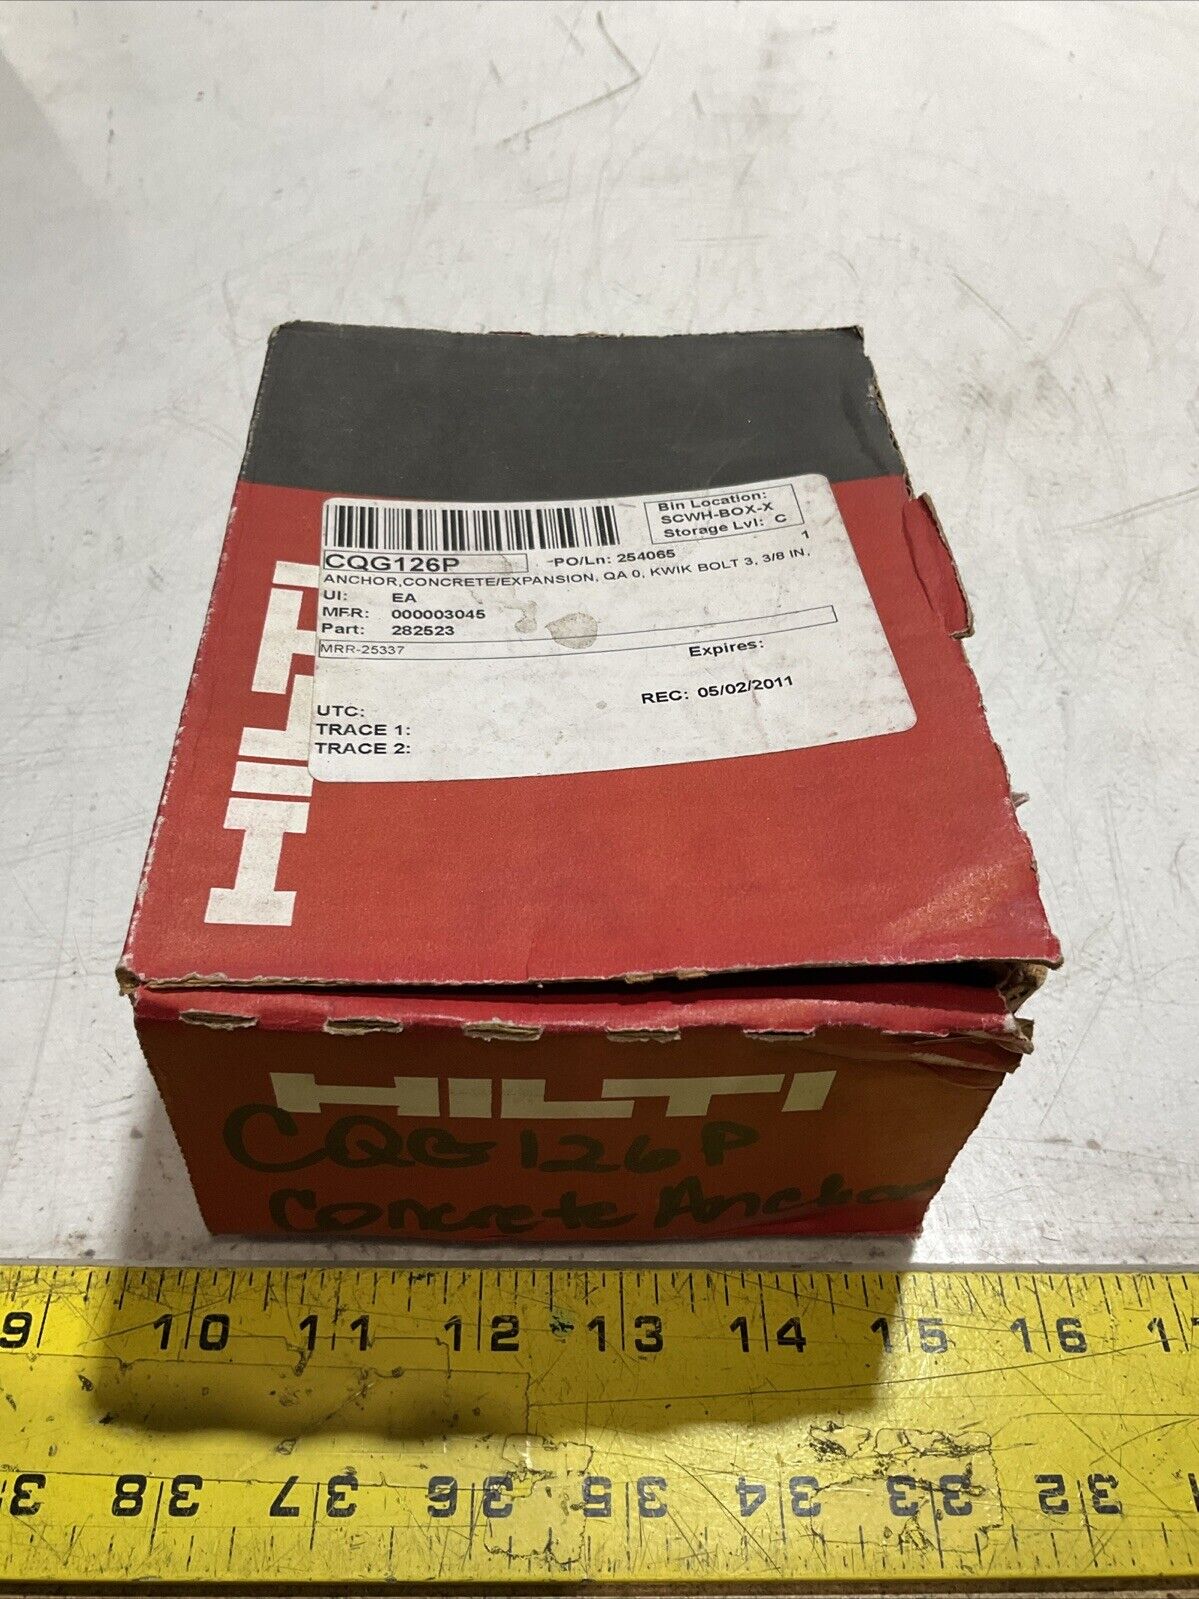 Bin Location:
SCWH-BOX-X
Storage Lvl: C
CQG126P
PO/Ln: 254065 1
ANCHOR,CONCRETE/EXPANSION, QA 0, KWIK BOLT 3, 3/8 IN,
UI: EA
MFR: 000003045
Part: 282523
MRR-25337
Expires:
REC: 05/02/2011
UTC:
TRACE 1:
TRACE 2:
HILTI
CQG126P
Concrete Anchor
9 10 11 12 13 14 15 16 17
38 37 36 35 34 33 32